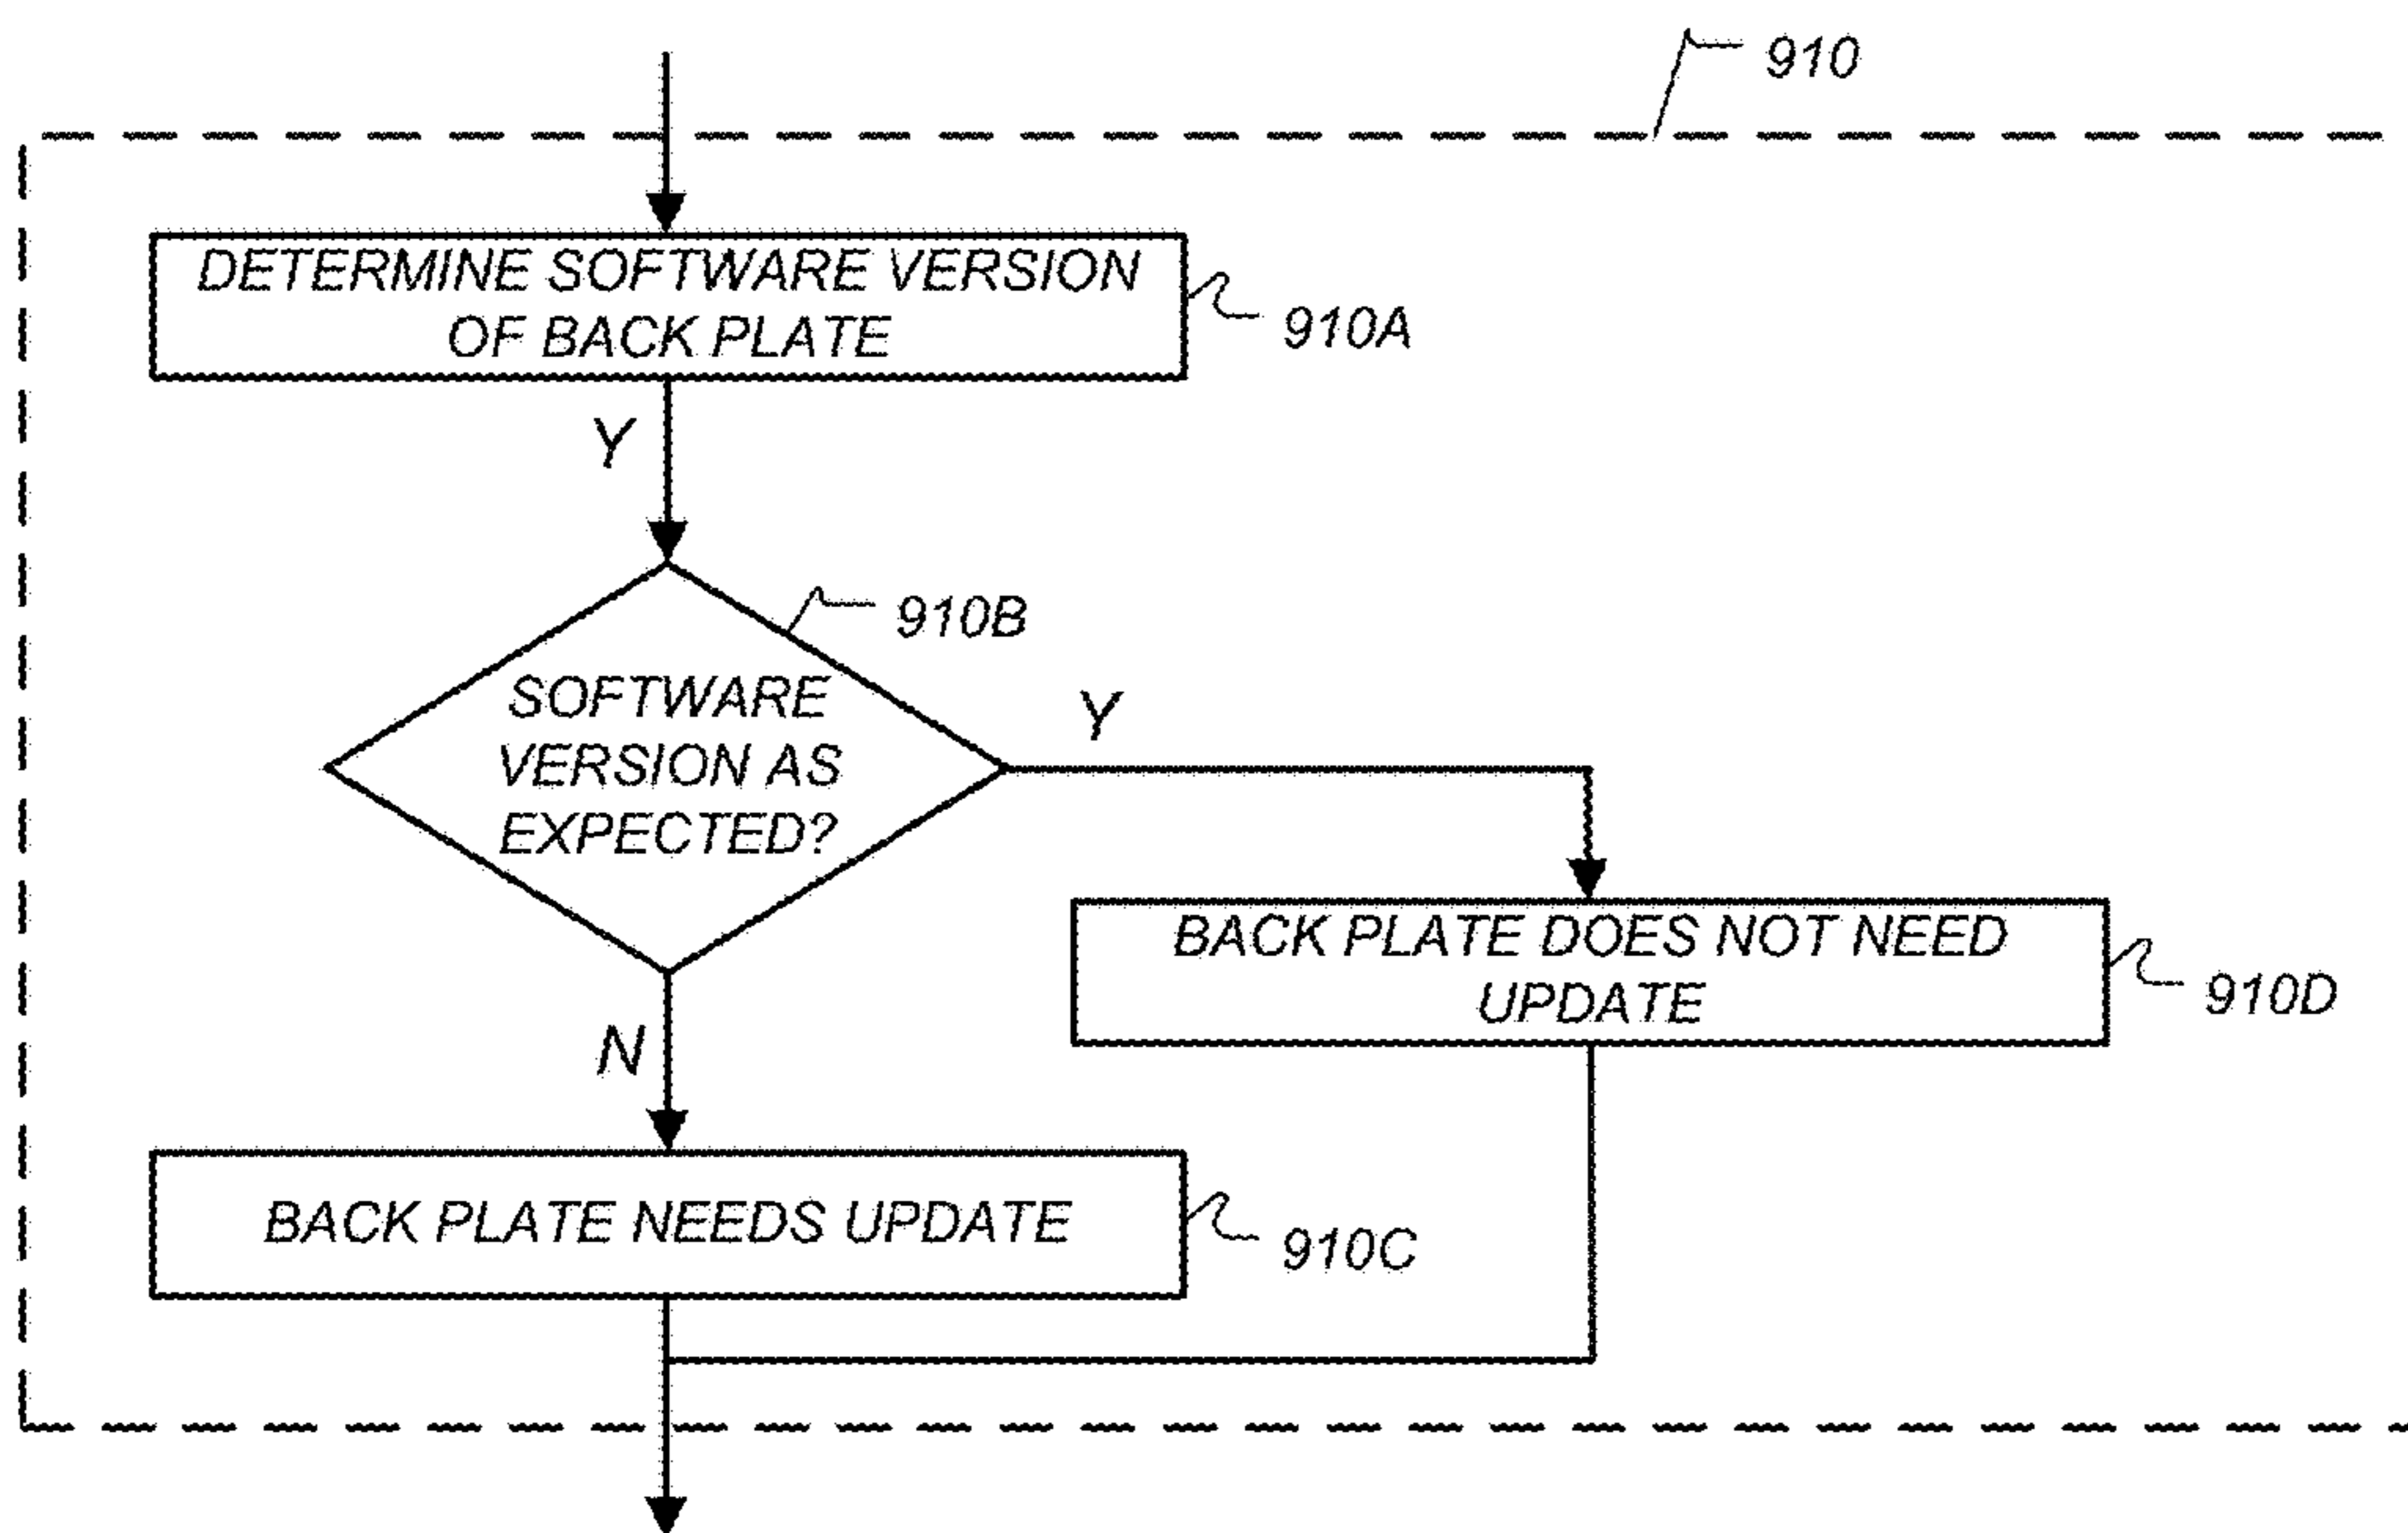 910
DETERMINE SOFTWARE VERSION
OF BACK PLATE
910A
Y
910B
SOFTWARE
VERSION AS
EXPECTED?
Y
BACK PLATE DOES NOT NEED
UPDATE
910D
N
BACK PLATE NEEDS UPDATE
910C